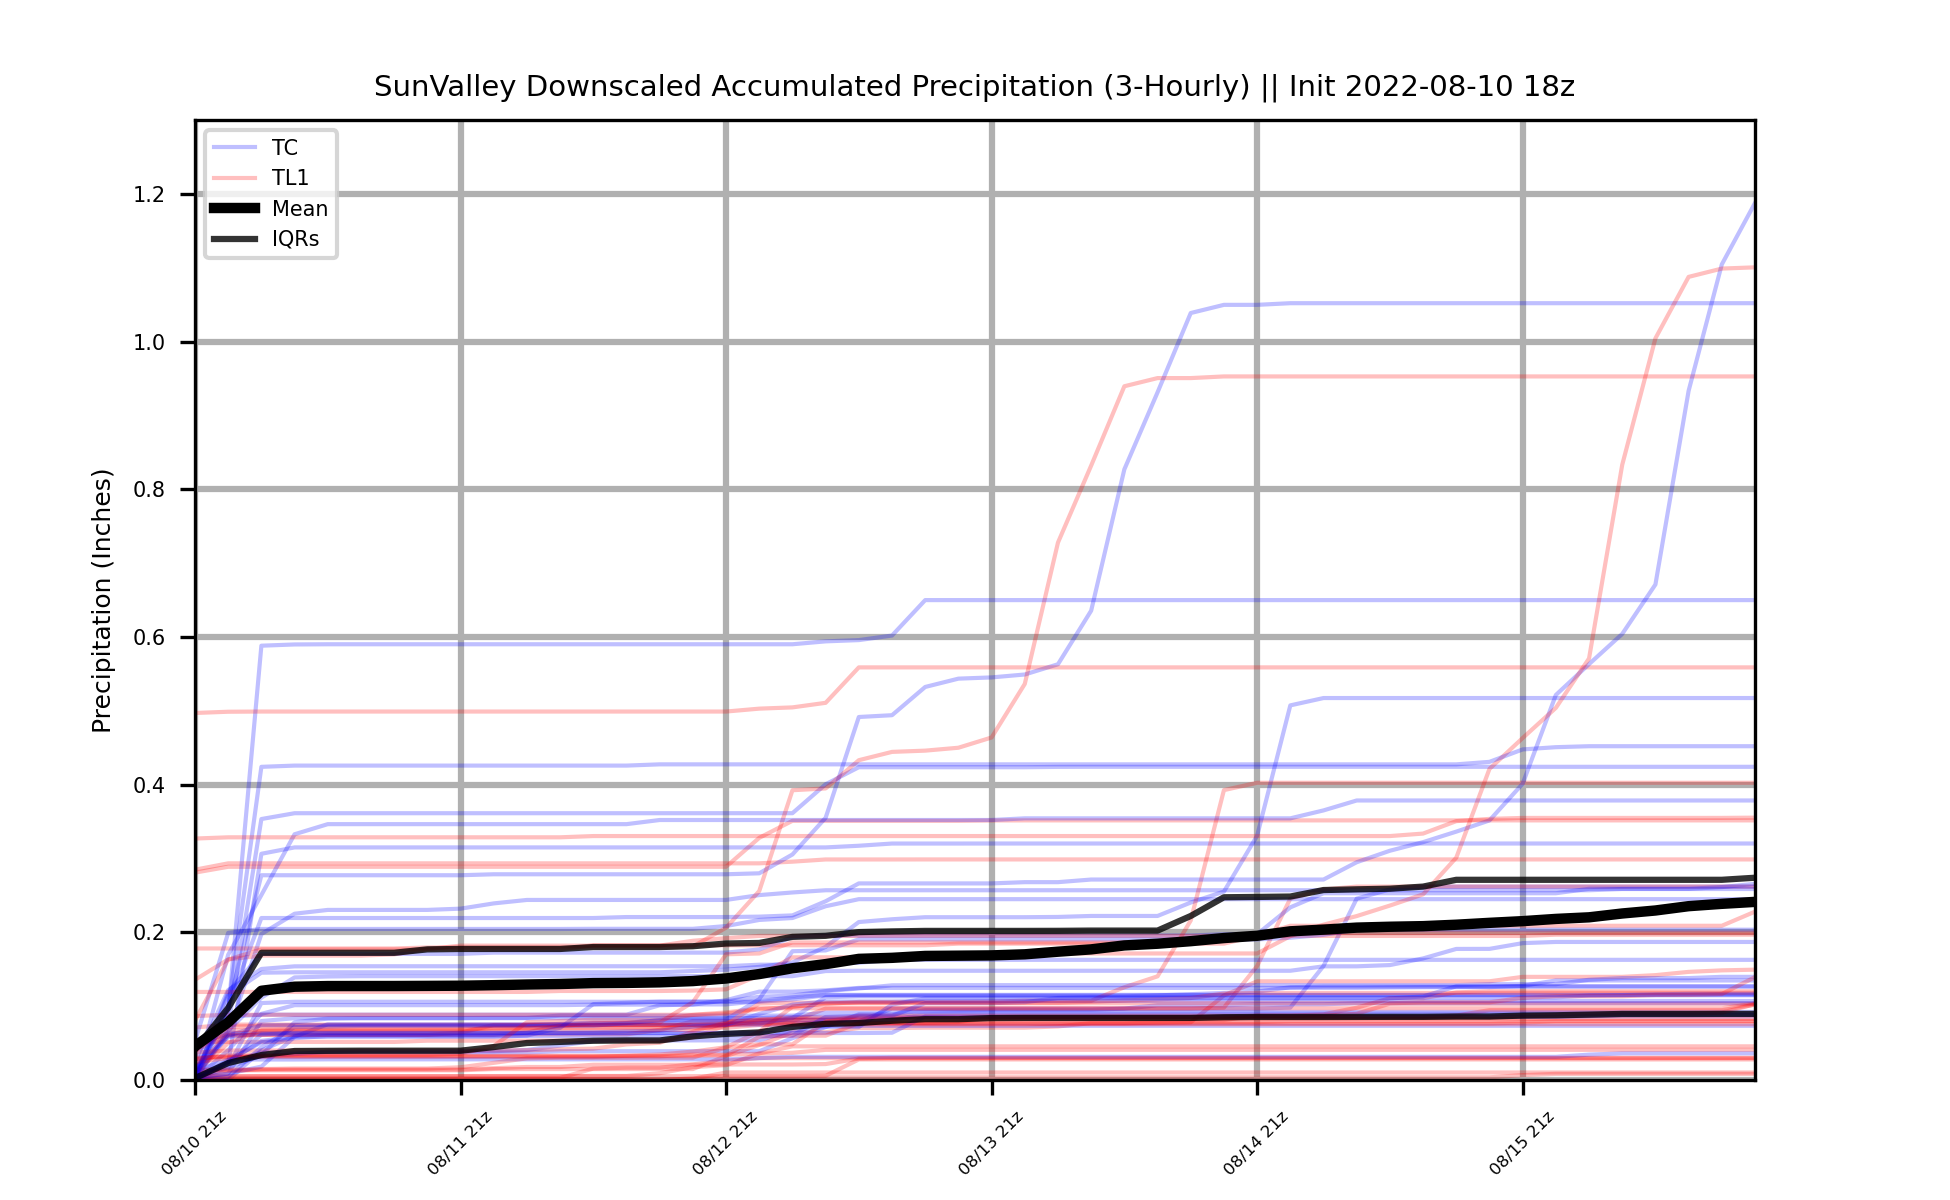 SunValley Downscaled Accumulated Precipitation (3-Hourly) || Init 2022-08-10 18z
TC
TL1
Mean
IQRs
Precipitation (Inches)
1.2
1.0
0.8
0.6
0.4
0.2
0.0
08/10 21z
08/11 21z
08/12 21z
08/13 21z
08/14 21z
08/15 21z